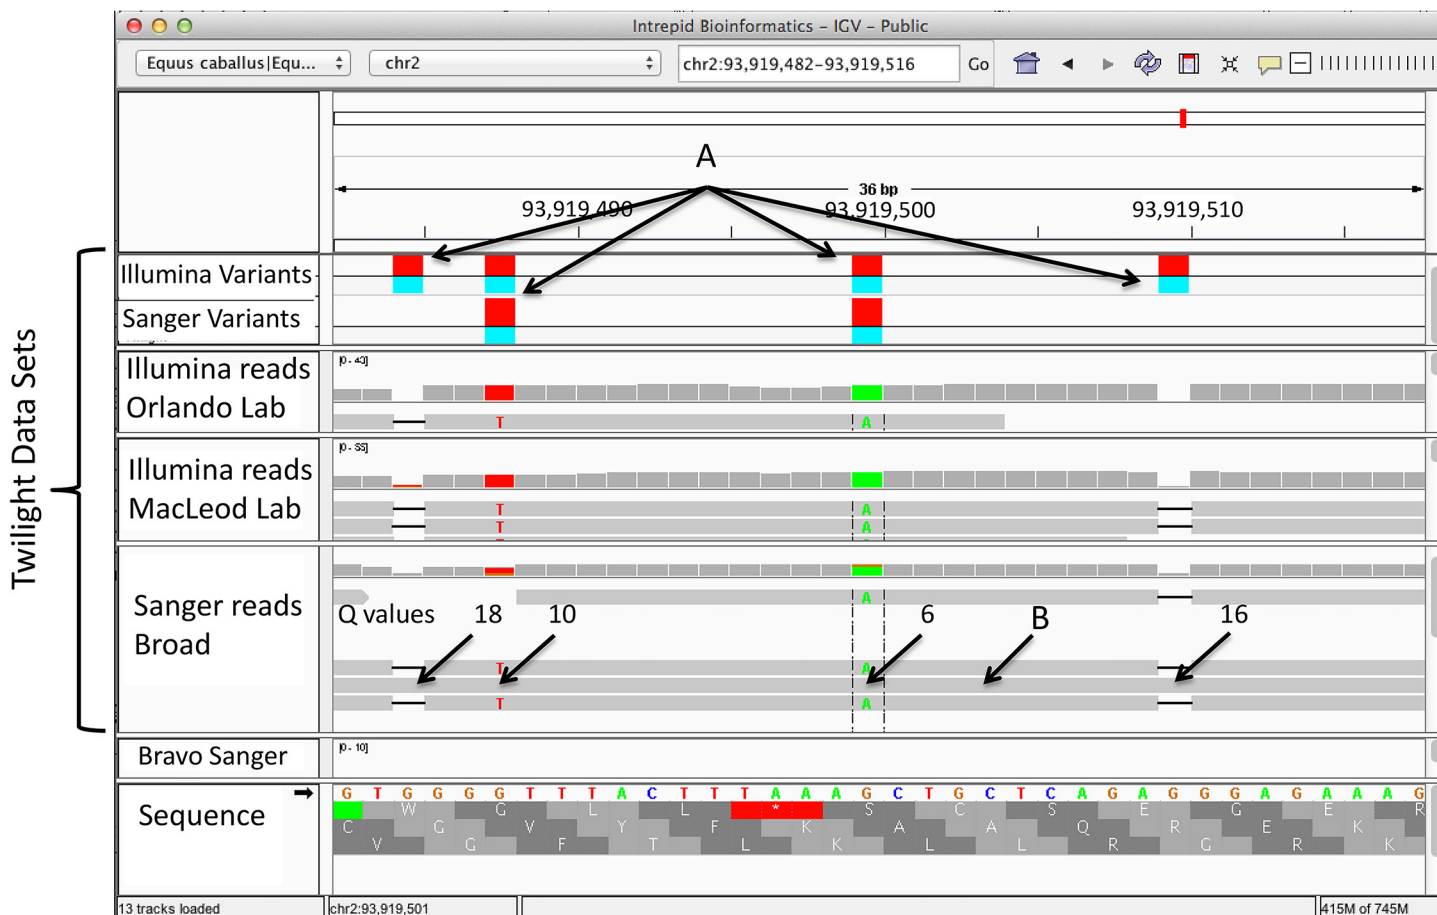 Intrepid Bioinformatics – IGV – Public
Equus caballus|Equ... chr2 chr2:93,919,482-93,919,516 Go
A
36 bp
93,919,490 93,919,500 93,919,510
Twilight Data Sets
Illumina Variants
Sanger Variants
Illumina reads
Orlando Lab
[0 - 43]
T A
Illumina reads
MacLeod Lab
[0 - 55]
T A
T A
Sanger reads
Broad
A
Q values 18 10 6 B 16
T A
T A
Bravo Sanger
[0 - 10]
Sequence
G T G G G G T T T A C T T T A A A G C T G C T C A G A G G G A G A A A G
W G L L * S C S E G E R
C G V Y F K A A Q R E K
V G F T L K L L R G R K
13 tracks loaded chr2:93,919,501 415M of 745M